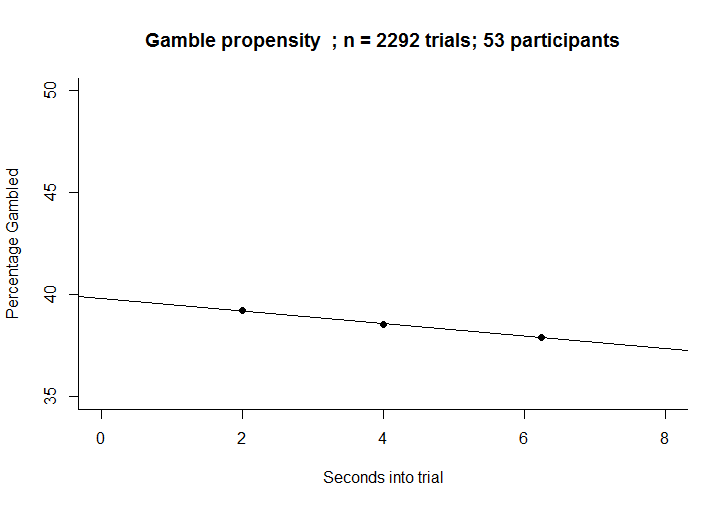 Gamble propensity  ; n = 2292 trials; 53 participants
50
45
40
35
Percentage Gambled
0 2 4 6 8
Seconds into trial